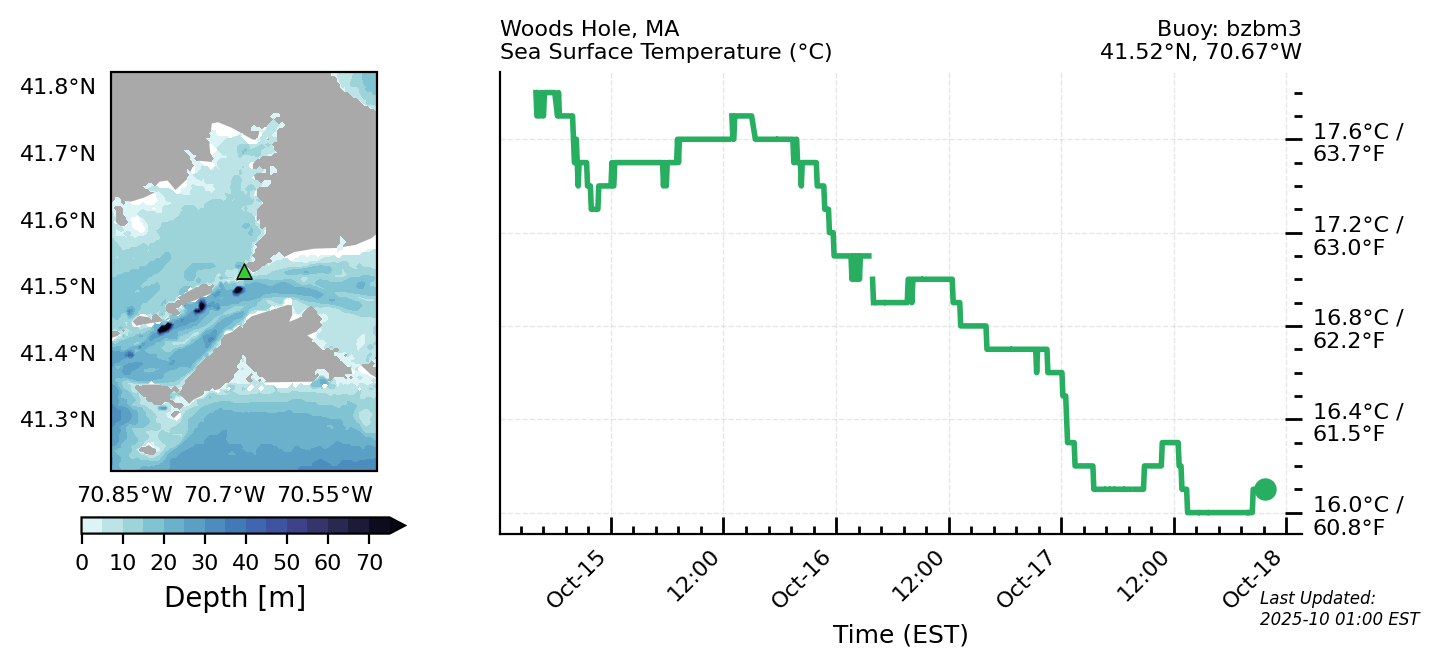 Woods Hole, MA
Sea Surface Temperature (°C)
Buoy: bzbm3
41.52°N, 70.67°W
41.8°N
41.7°N
41.6°N
41.5°N
41.4°N
41.3°N
70.85°W 70.7°W 70.55°W
0 10 20 30 40 50 60 70
Depth [m]
17.6°C /
63.7°F
17.2°C /
63.0°F
16.8°C /
62.2°F
16.4°C /
61.5°F
16.0°C /
60.8°F
Oct-15 12:00 Oct-16 12:00 Oct-17 12:00 Oct-18
Time (EST)
Last Updated:
2025-10 01:00 EST